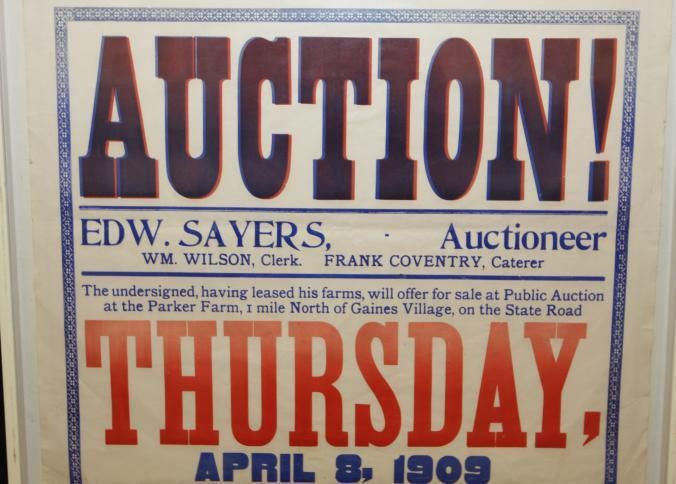 AUCTION!
EDW. SAYERS, · Auctioneer
WM. WILSON, Clerk. FRANK COVENTRY, Caterer
The undersigned, having leased his farms, will offer for sale at Public Auction
at the Parker Farm, 1 mile North of Gaines Village, on the State Road
THURSDAY,
APRIL 8, 1909